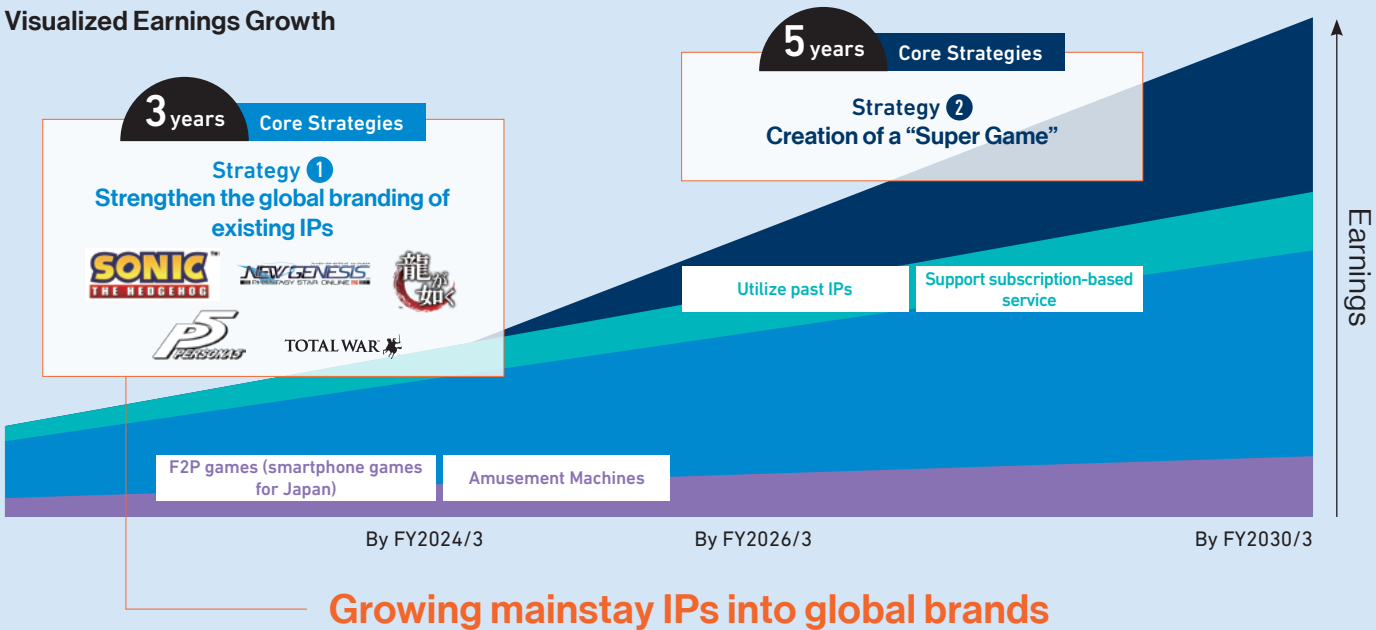 Visualized Earnings Growth
3 years
Core Strategies
Strategy 1
Strengthen the global branding of
existing IPs
SONIC™
THE HEDGEHOG
NEW GENESIS
PHANTASY STAR ONLINE 2
龍が
如く
P5
PERSONA5
TOTAL WAR
5 years
Core Strategies
Strategy 2
Creation of a “Super Game”
Utilize past IPs
Support subscription-based
service
F2P games (smartphone games
for Japan)
Amusement Machines
Earnings
By FY2024/3
By FY2026/3
By FY2030/3
Growing mainstay IPs into global brands